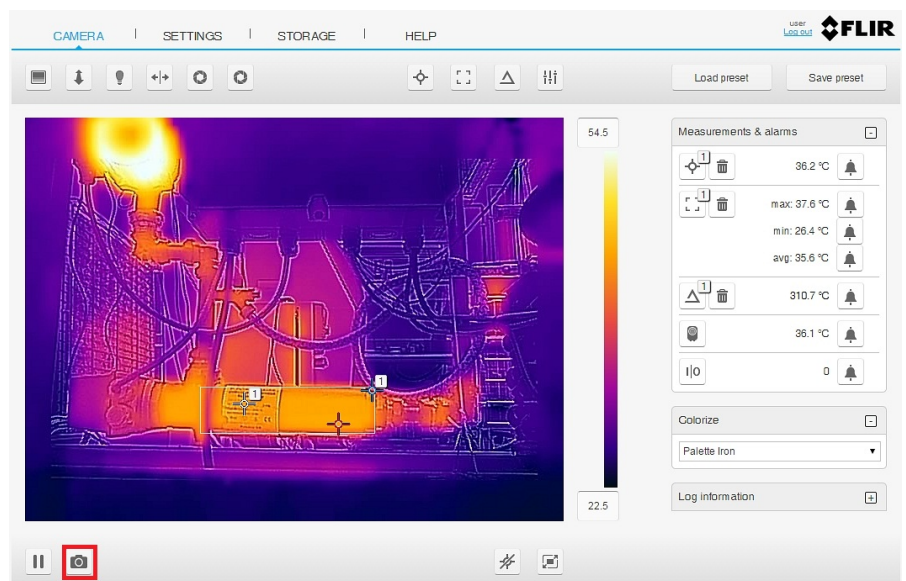 user
Log out
FLIR
CAMERA
SETTINGS
STORAGE
HELP
Load preset
Save preset
54.5
22.5
1
1
Measurements & alarms
1
36.2 °C
1
max: 37.6 °C
min: 26.4 °C
avg: 35.6 °C
1
310.7 °C
36.1 °C
I|O
0
Colorize
Palette Iron
Log information